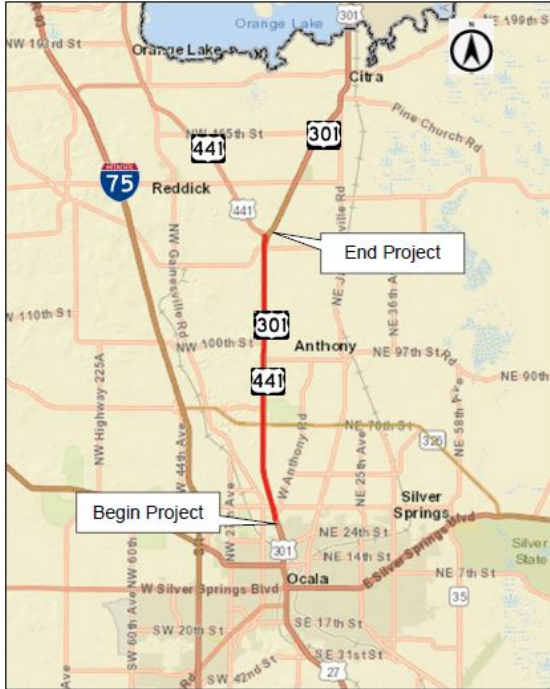 Orange Lake
301
N
NE 199th St
NW 193rd St
Orange Lake
Citra
Pine Church Rd
NW 165th St
441
301
INTERSTATE
75
Reddick
441
End Project
NW Gainesville Rd
NE 36th A
W 110th St
301
NW 100th St
Anthony
NE 97th St
Rd
NE 90th
441
NW Highway 225A
W Anthony Rd
NE 70th St
326
NE 58th Ave
W 44th Ave
NE 25th Ave
Begin Project
Silver
Springs
NE 24th St
301
NE 14th St
E Silver Springs Blvd
Silver
State
Ocala
NE 7th St
W Silver Springs Blvd
NW 60th
35
SW 60th Ave
SW 20th St
SE 17th St
SE 31st St
SW 42nd St
27
Ave
Rd